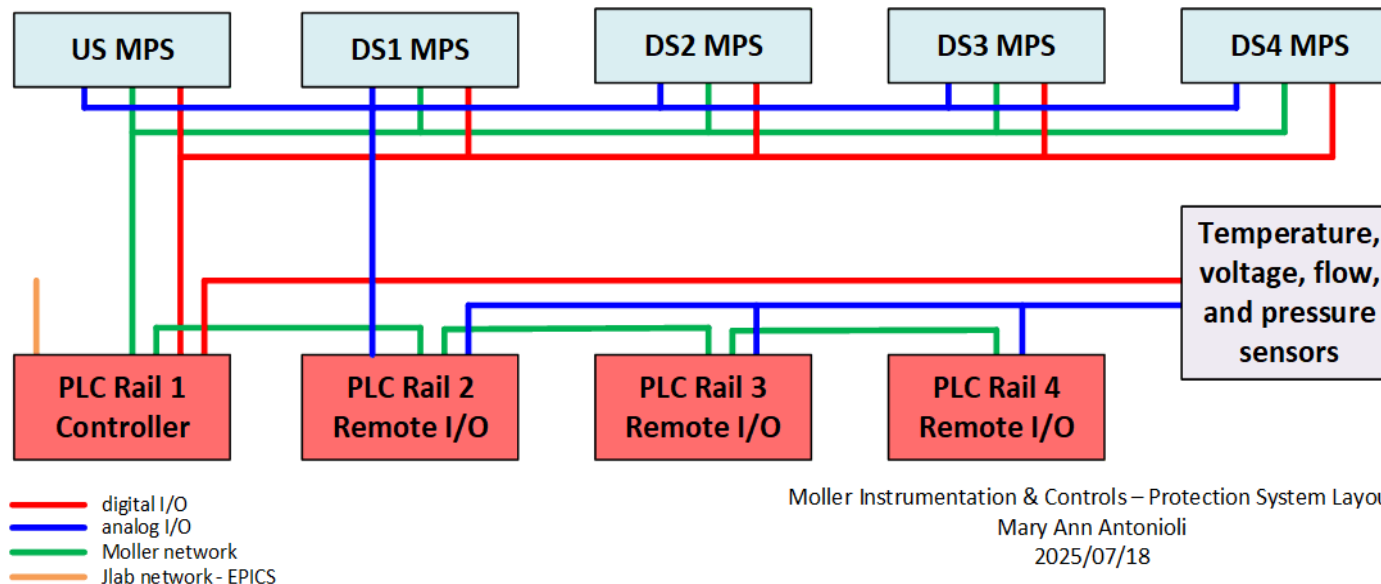 US MPS
DS1 MPS
DS2 MPS
DS3 MPS
DS4 MPS
Temperature,
voltage, flow,
and pressure
sensors
PLC Rail 1
Controller
PLC Rail 2
Remote I/O
PLC Rail 3
Remote I/O
PLC Rail 4
Remote I/O
digital I/O
analog I/O
Moller network
Jlab network - EPICS
Moller Instrumentation & Controls – Protection System Layou
Mary Ann Antonioli
2025/07/18